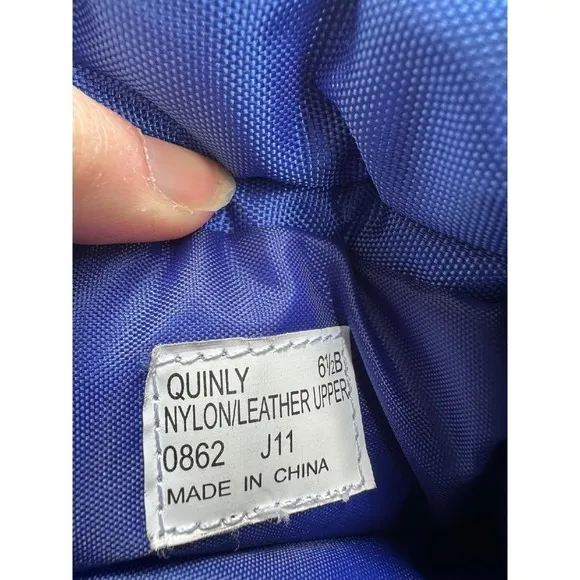 QUINLY 6½B
NYLON/LEATHER UPPER
0862 J11
MADE IN CHINA